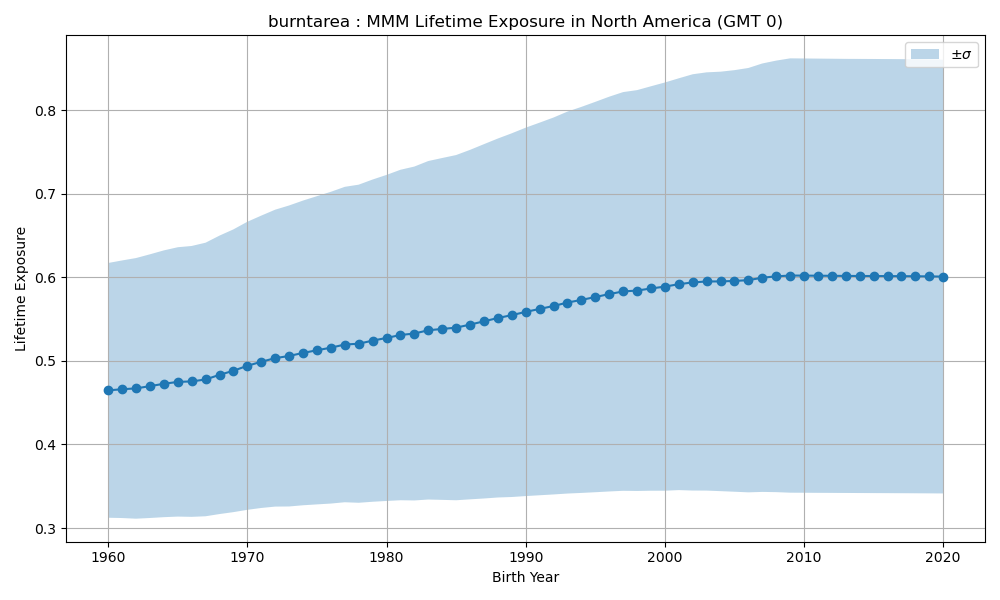 burntarea : MMM Lifetime Exposure in North America (GMT 0)
±σ
Lifetime Exposure
0.8
0.7
0.6
0.5
0.4
0.3
1960 1970 1980 1990 2000 2010 2020
Birth Year